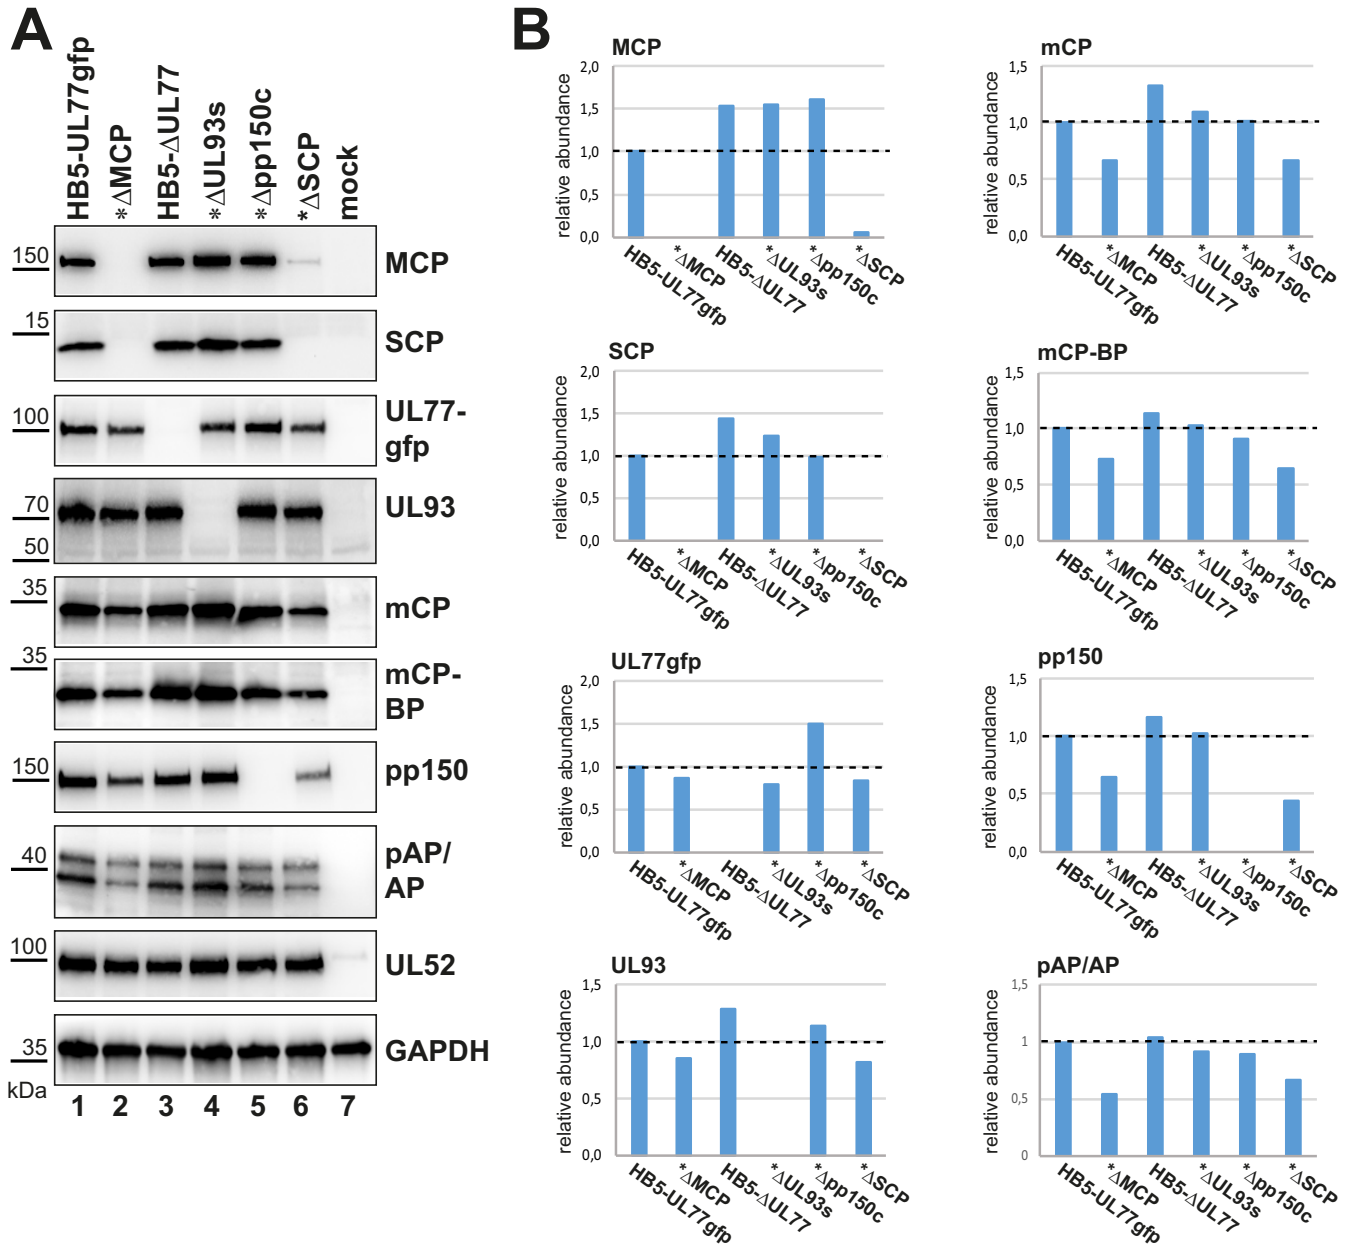 A
HB5-UL77gfp
*ΔMCP
HB5-ΔUL77
*ΔUL93s
*Δpp150c
*ΔSCP
mock
150
MCP
15
SCP
100
UL77-
gfp
70
UL93
50
35
mCP
35
mCP-
BP
150
pp150
40
pAP/
AP
100
UL52
35
GAPDH
kDa
1 2 3 4 5 6 7
B
MCP
relative abundance
2,0
1,5
1,0
0,5
0,0
HB5-UL77gfp
*ΔMCP
HB5-ΔUL77
*ΔUL93s
*Δpp150c
*ΔSCP
mCP
relative abundance
1,5
1,0
0,5
0,0
HB5-UL77gfp
*ΔMCP
HB5-ΔUL77
*ΔUL93s
*Δpp150c
*ΔSCP
SCP
relative abundance
2,0
1,5
1,0
0,5
0,0
HB5-UL77gfp
*ΔMCP
HB5-ΔUL77
*ΔUL93s
*Δpp150c
*ΔSCP
mCP-BP
relative abundance
1,5
1,0
0,5
0,0
HB5-UL77gfp
*ΔMCP
HB5-ΔUL77
*ΔUL93s
*Δpp150c
*ΔSCP
UL77gfp
relative abundance
2,0
1,5
1,0
0,5
0,0
HB5-UL77gfp
*ΔMCP
HB5-ΔUL77
*ΔUL93s
*Δpp150c
*ΔSCP
pp150
relative abundance
1,5
1,0
0,5
0,0
HB5-UL77gfp
*ΔMCP
HB5-ΔUL77
*ΔUL93s
*Δpp150c
*ΔSCP
UL93
relative abundance
1,5
1,0
0,5
0,0
HB5-UL77gfp
*ΔMCP
HB5-ΔUL77
*ΔUL93s
*Δpp150c
*ΔSCP
pAP/AP
relative abundance
1,5
1
0,5
0
HB5-UL77gfp
*ΔMCP
HB5-ΔUL77
*ΔUL93s
*Δpp150c
*ΔSCP